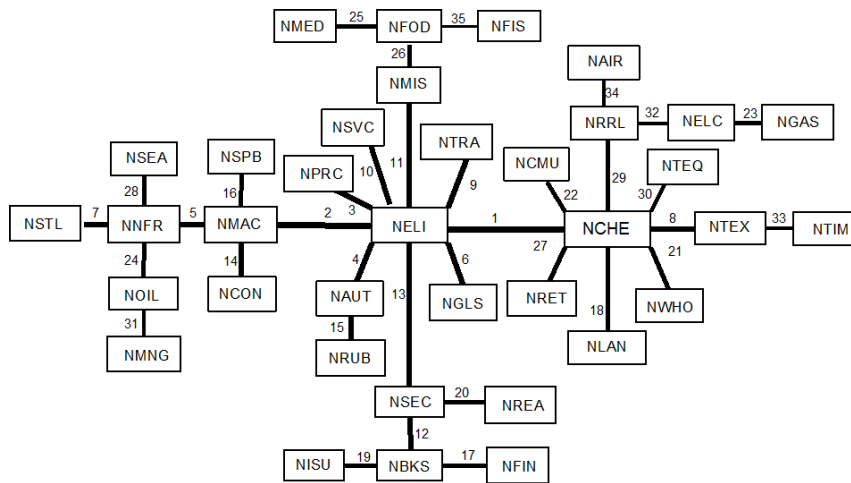 NMED 25 NFOD 35 NFIS
26
NMIS
NAIR
34
NSVC
NRRL 32 NELC 23 NGAS
NTRA
NSEA NSPB 10 11 NCMU NTEQ
NPRC 9 29
28 16 3 22 30
NSTL 7 NNFR 5 NMAC 2 NELI 1 NCHE 8 NTEX 33 NTIM
24 14 4 6 27 21
13
NOIL NCON NAUT NGLS NRET NWHO
31 15 18
NMNG NRUB NLAN
NSEC 20 NREA
12
NISU 19 NBKS 17 NFIN